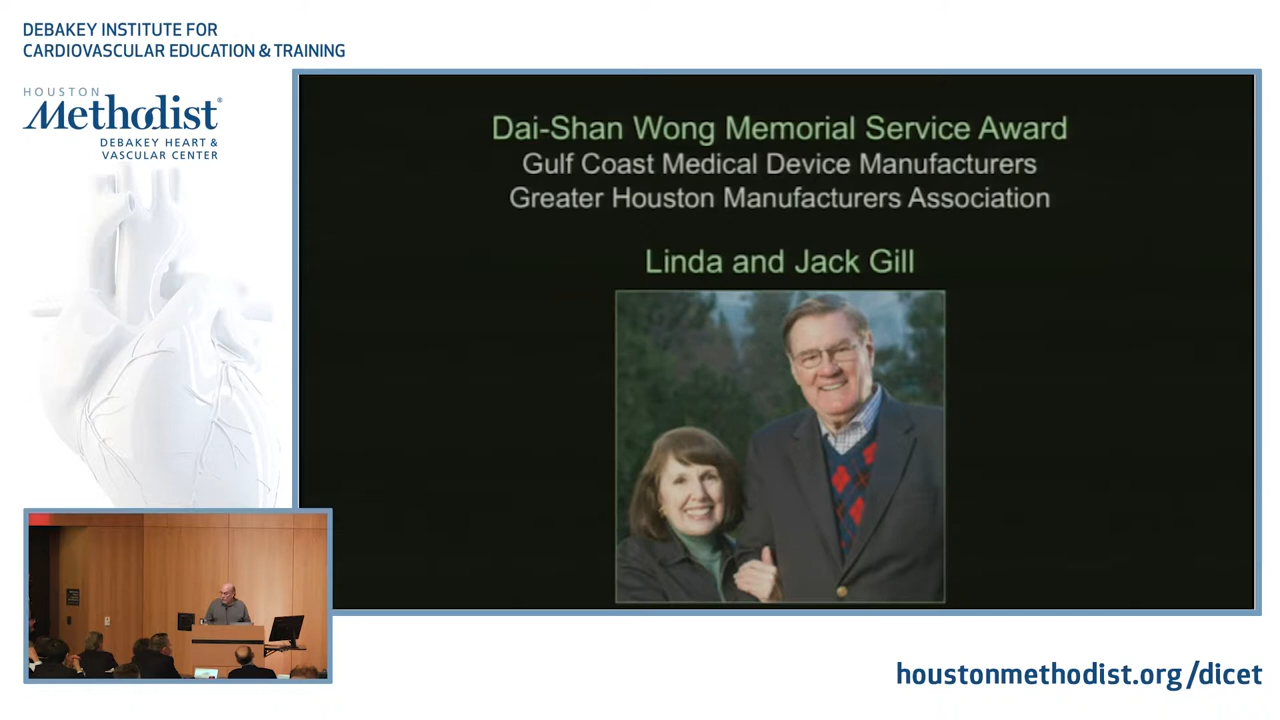 DEBAKEY INSTITUTE FOR
CARDIOVASCULAR EDUCATION & TRAINING
HOUSTON
Methodist®
DEBAKEY HEART &
VASCULAR CENTER
Dai-Shan Wong Memorial Service Award
Gulf Coast Medical Device Manufacturers
Greater Houston Manufacturers Association
Linda and Jack Gill
houstonmethodist.org/dicet